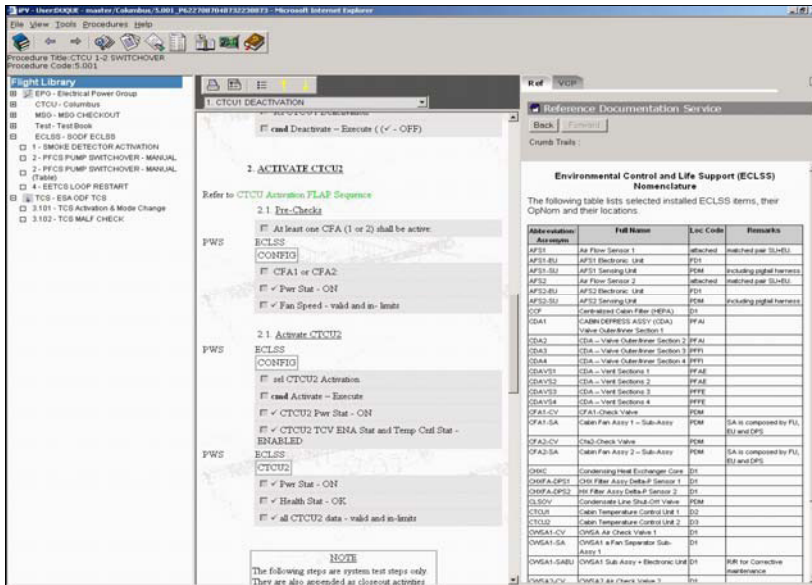 iPV - User:DUQUE - master/Columbus/5.001_P622708704873223O873 - Microsoft Internet Explorer
File View Tools Procedures Help
Procedure Title:CTCU 1-2 SWITCHOVER
Procedure Code:5.001
Flight Library
EPG - Electrical Power Group
CTCU - Columbus
MSG - MSG CHECKOUT
Test - Test Book
ECLSS - SODF ECLSS
1 - SMOKE DETECTOR ACTIVATION
2 - PFCS PUMP SWITCHOVER - MANUAL
2 - PFCS PUMP SWITCHOVER - MANUAL
(Table)
4 - EETCS LOOP RESTART
TCS - ESA ODF TCS
3.101 - TCS Activation & Mode Change
3.102 - TCS MALF CHECK
1. CTCU1 DEACTIVATION
cmd Deactivate – Execute ( (✓ - OFF)
2. ACTIVATE CTCU2
Refer to CTCU Activation FLAP Sequence
2.1. Pre-Checks
At least one CFA (1 or 2) shall be active.
PWS ECLSS
CONFIG
CFA1 or CFA2:
✓ Pwr Stat - ON
✓ Fan Speed - valid and in- limits
2.1. Activate CTCU2
PWS ECLSS
CONFIG
sel CTCU2 Activation
cmd Activate – Execute
✓ CTCU2 Pwr Stat - ON
✓ CTCU2 TCV ENA Stat and Temp Cntl Stat -
ENABLED
PWS ECLSS
CTCU2
✓ Pwr Stat - ON
✓ Health Stat - OK
✓ all CTCU2 data - valid and in-limits
NOTE
The following steps are system test steps only.
They are also appended as closeout activities
Ref VCP
Reference Documentation Service
Back Forward
Crumb Trails :
Environmental Control and Life Support (ECLSS)
Nomenclature
The following table lists selected installed ECLSS items, their
OpNom and their locations.
Abbreviation/ Acronym Full Name Loc Code Remarks
AFS1 Air Flow Sensor 1 attached matched pair SU+EU.
AFS1-EU AFS1 Electronic Unit FD1
AFS1-SU AFS1 Sensing Unit PDM including pigtail harness
AFS2 Air Flow Sensor 2 attached matched pair SU+EU.
AFS2-EU AFS2 Electronic Unit FD1
AFS2-SU AFS2 Sensing Unit PDM including pigtail harness
CCF Centralized Cabin Filter (HEPA) D1
CDA1 CABIN DEPRESS ASSY (CDA) PFAI
Valve Outer/Inner Section 1
CDA2 CDA – Valve Outer/Inner Section 2 PFAI
CDA3 CDA – Valve Outer/Inner Section 3 PFFI
CDA4 CDA – Valve Outer/Inner Section 4 PFFI
CDAVS1 CDA – Vent Sections 1 PFAE
CDAVS2 CDA – Vent Sections 2 PFAE
CDAVS3 CDA – Vent Sections 3 PFFE
CDAVS4 CDA – Vent Sections 4 PFFE
CFA1-CV CFA1-Check Valve PDM
CFA1-SA Cabin Fan Assy 1 – Sub-Assy PDM SA is composed by FU,
EU and DPS
CFA2-CV Cfa2-Check Valve PDM
CFA2-SA Cabin Fan Assy 2 – Sub-Assy PDM SA is composed by FU,
EU and DPS
CHXC Condensing Heat Exchanger Core D1
CHXFA-DPS1 CHX Filter Assy Delta-P Sensor 1 D1
CHXFA-DPS2 HX Filter Assy Delta-P Sensor 2 D1
CLSOV Condensate Line Shut-Off Valve PDM
CTCU1 Cabin Temperature Control Unit 1 D2
CTCU2 Cabin Temperature Control Unit 2 D3
CWSA1-CV CWSA Air Check Valve 1 D1
CWSA1-SA CWSA1 a Fan Separator Sub- D1
Assy 1
CWSA1-SAEU CWSA1 Sub Assy + Electronic Unit D1 R/R for Corrective
maintenance
CWSA2-CV CWSA2 Air Check Valve 2 D1